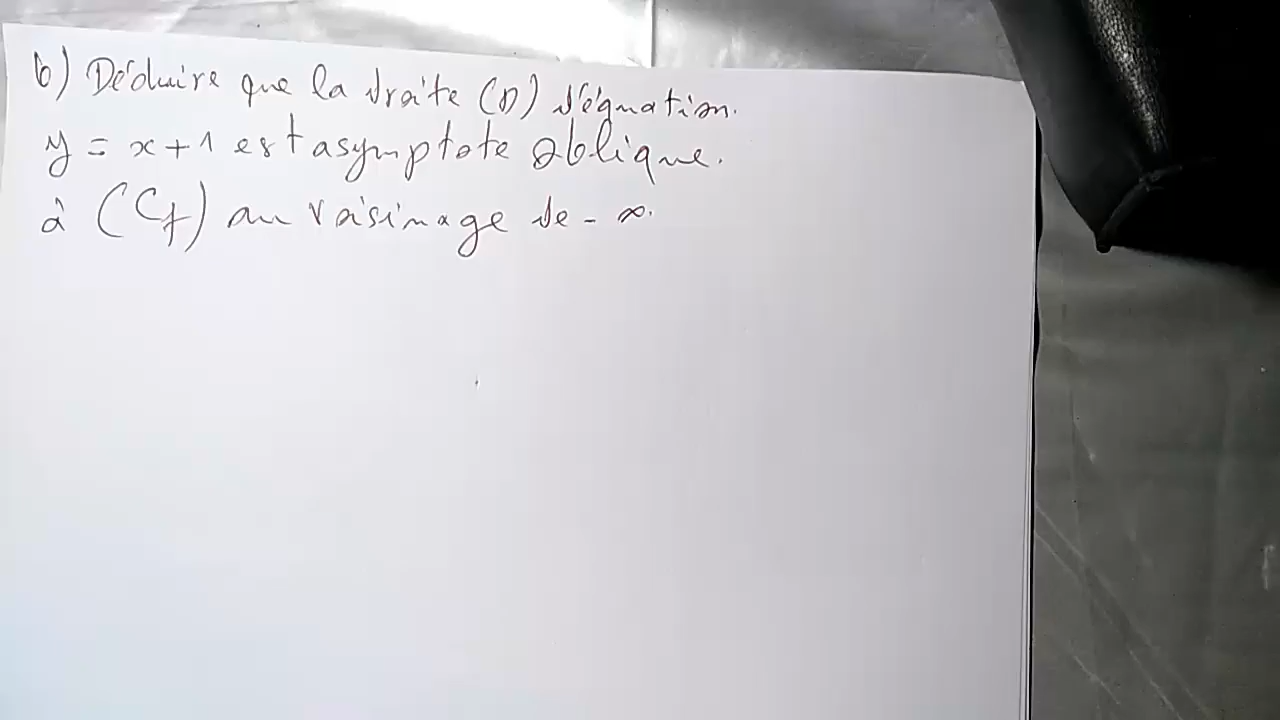 b) Déduire que la droite (D) d'équation.
y = x + 1 est asymptote oblique.
à (Cf) au voisinage de - ∞.